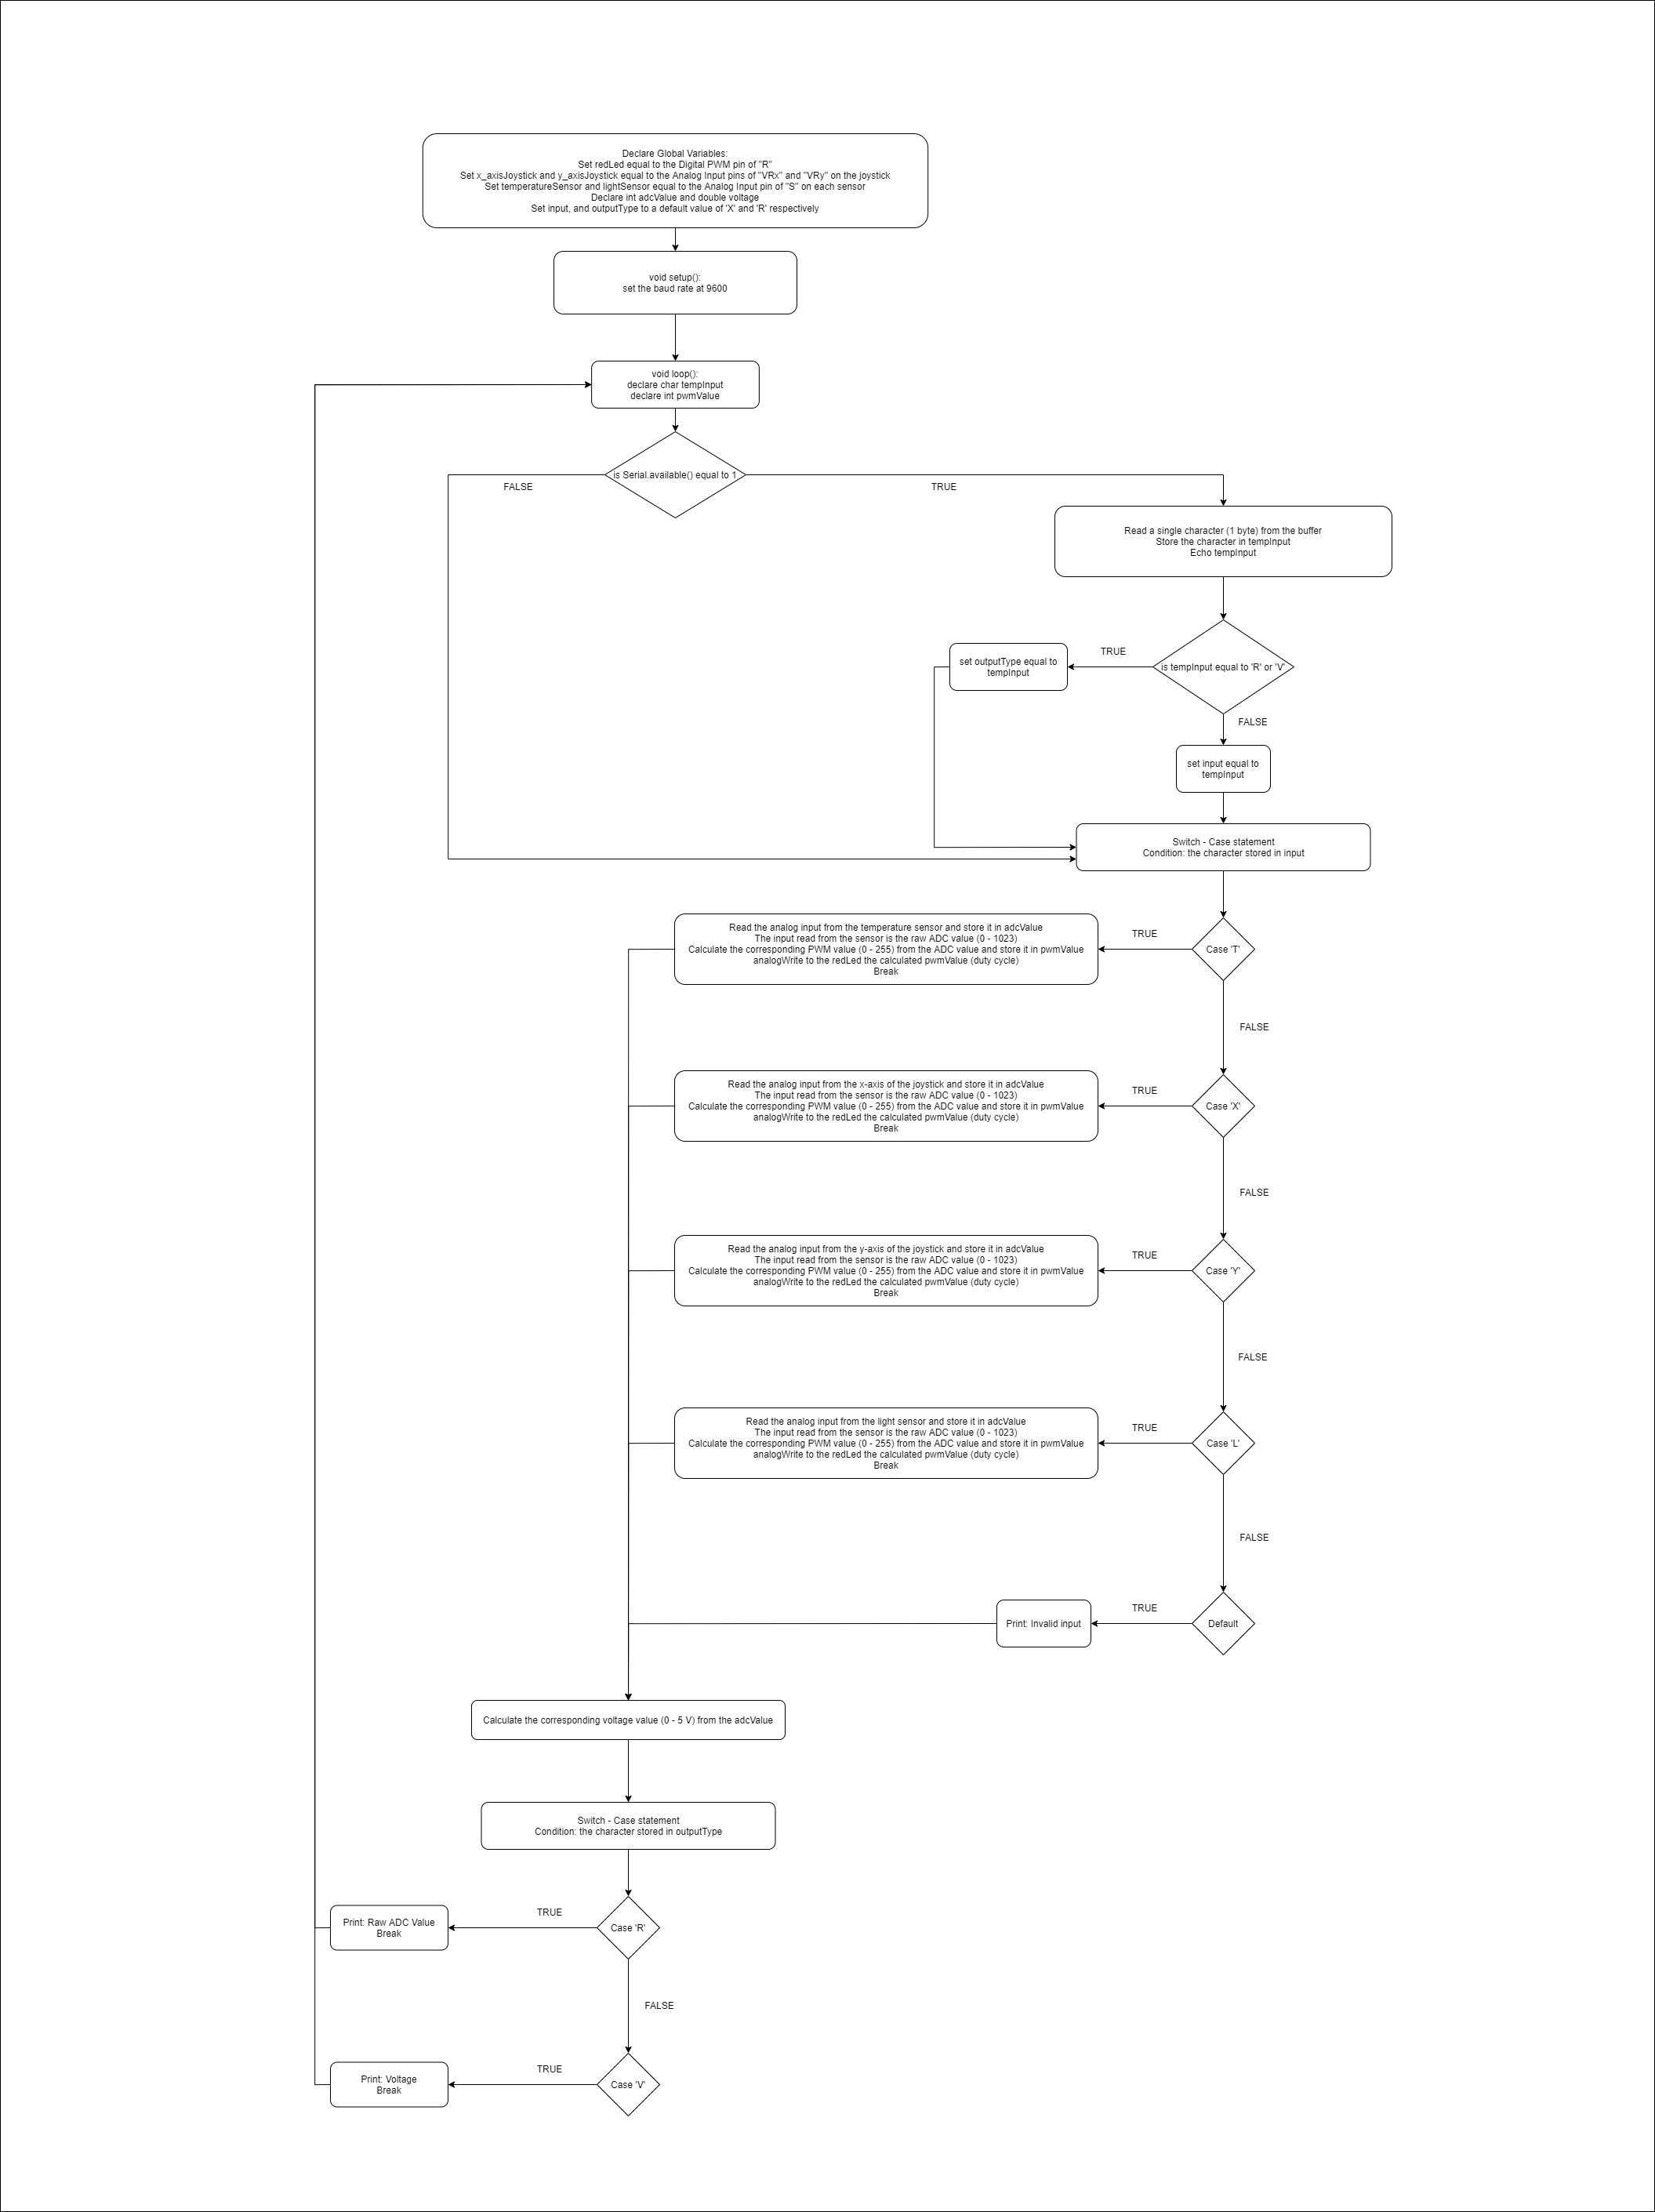 Declare Global Variables:
Set redLed equal to the Digital PWM pin of "R"
Set x_axisJoystick and y_axisJoystick equal to the Analog Input pins of "VRx" and "VRy" on the joystick
Set temperatureSensor and lightSensor equal to the Analog Input pin of "S" on each sensor
Declare int adcValue and double voltage
Set input, and outputType to a default value of 'X' and 'R' respectively
void setup():
set the baud rate at 9600
void loop():
declare char tempInput
declare int pwmValue
is Serial.available() equal to 1
FALSE
TRUE
Read a single character (1 byte) from the buffer
Store the character in tempInput
Echo tempInput
is tempInput equal to 'R' or 'V'
TRUE
set outputType equal to
tempInput
FALSE
set input equal to
tempInput
Switch - Case statement
Condition: the character stored in input
Case 'T'
TRUE
Read the analog input from the temperature sensor and store it in adcValue
The input read from the sensor is the raw ADC value (0 - 1023)
Calculate the corresponding PWM value (0 - 255) from the ADC value and store it in pwmValue
analogWrite to the redLed the calculated pwmValue (duty cycle)
Break
FALSE
Case 'X'
TRUE
Read the analog input from the x-axis of the joystick and store it in adcValue
The input read from the sensor is the raw ADC value (0 - 1023)
Calculate the corresponding PWM value (0 - 255) from the ADC value and store it in pwmValue
analogWrite to the redLed the calculated pwmValue (duty cycle)
Break
FALSE
Case 'Y'
TRUE
Read the analog input from the y-axis of the joystick and store it in adcValue
The input read from the sensor is the raw ADC value (0 - 1023)
Calculate the corresponding PWM value (0 - 255) from the ADC value and store it in pwmValue
analogWrite to the redLed the calculated pwmValue (duty cycle)
Break
FALSE
Case 'L'
TRUE
Read the analog input from the light sensor and store it in adcValue
The input read from the sensor is the raw ADC value (0 - 1023)
Calculate the corresponding PWM value (0 - 255) from the ADC value and store it in pwmValue
analogWrite to the redLed the calculated pwmValue (duty cycle)
Break
FALSE
Default
TRUE
Print: Invalid input
Calculate the corresponding voltage value (0 - 5 V) from the adcValue
Switch - Case statement
Condition: the character stored in outputType
Case 'R'
TRUE
Print: Raw ADC Value
Break
FALSE
Case 'V'
TRUE
Print: Voltage
Break